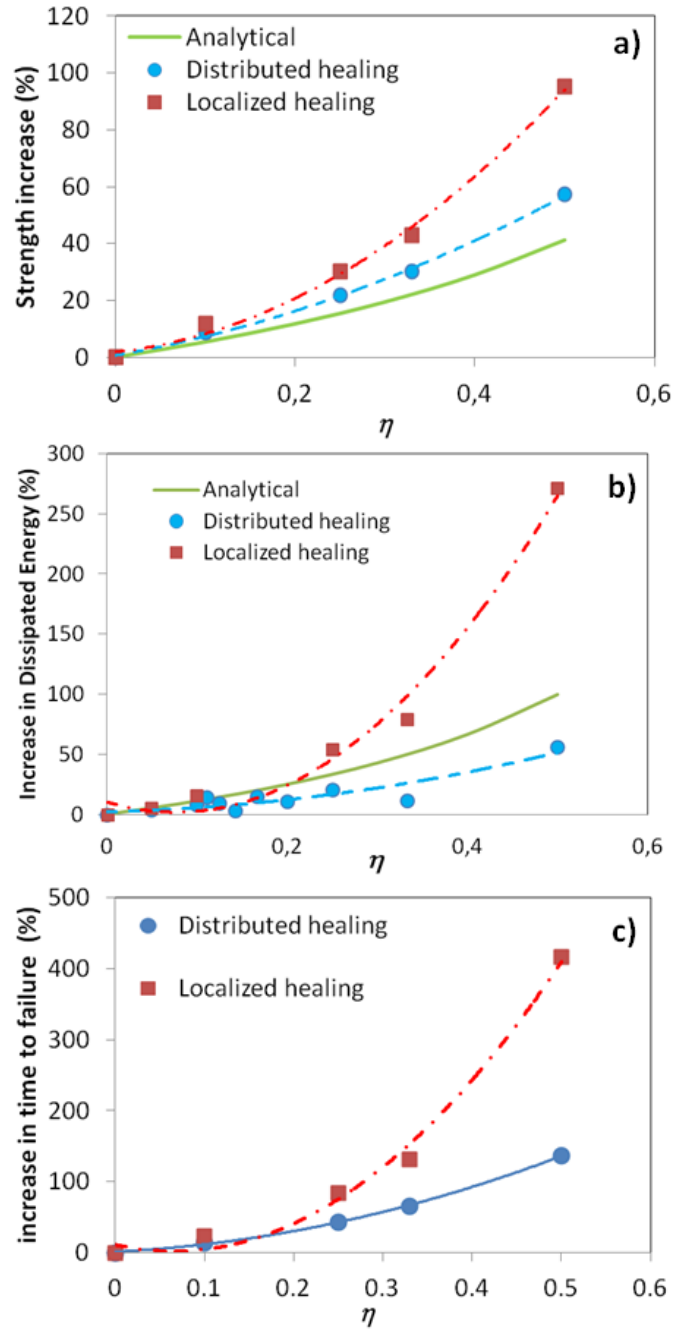 120
100
80
60
40
20
0
Strength increase (%)
Analytical
Distributed healing
Localized healing
a)
0
0,2
0,4
0,6
η
300
250
200
150
100
50
0
Increase in Dissipated Energy (%)
Analytical
Distributed healing
Localized healing
b)
0
0,2
0,4
0,6
η
500
400
300
200
100
0
increase in time to failure (%)
Distributed healing
Localized healing
c)
0
0.1
0.2
0.3
0.4
0.5
0.6
η